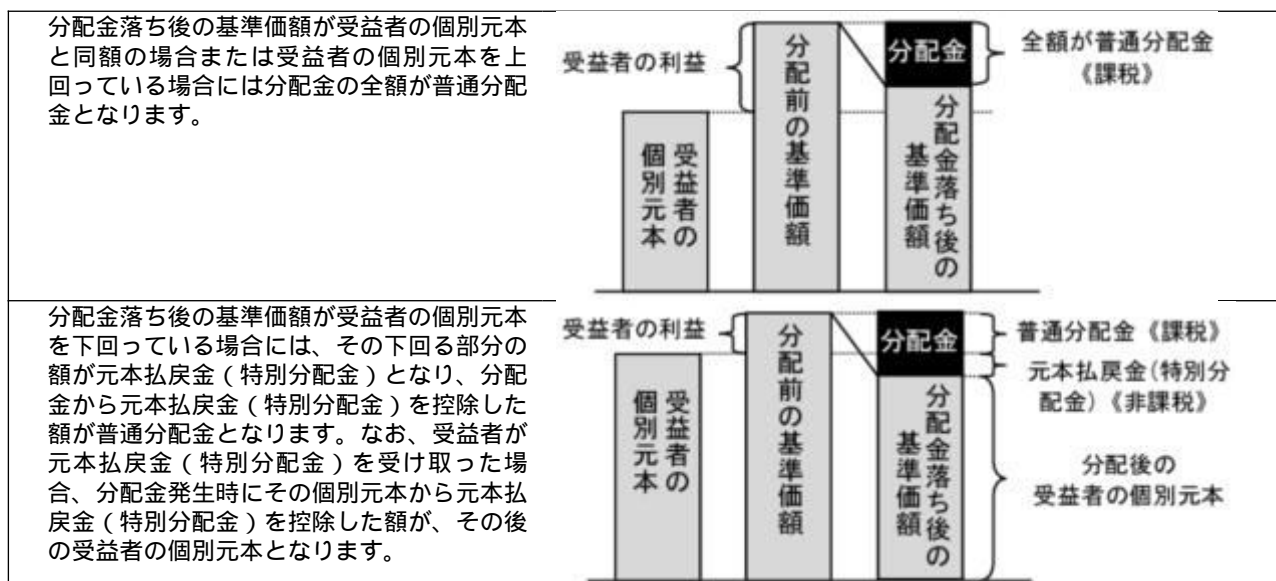 分配金落ち後の基準価額が受益者の個別元本
と同額の場合または受益者の個別元本を上
回っている場合には分配金の全額が普通分配
金となります。
受益者の利益
受益者の
個別元本
分配前の基準価額
分配金
分配金落ち後の
基準価額
全額が普通分配金
《課税》
分配金落ち後の基準価額が受益者の個別元本
を下回っている場合には、その下回る部分の
額が元本払戻金（特別分配金）となり、分配
金から元本払戻金（特別分配金）を控除した
額が普通分配金となります。なお、受益者が
元本払戻金（特別分配金）を受け取った場
合、分配金発生時にその個別元本から元本払
戻金（特別分配金）を控除した額が、その後
の受益者の個別元本となります。
受益者の利益
受益者の
個別元本
分配前の基準価額
分配金
分配金落ち後の
基準価額
普通分配金《課税》
元本払戻金(特別分
配金)《非課税》
分配後の
受益者の個別元本